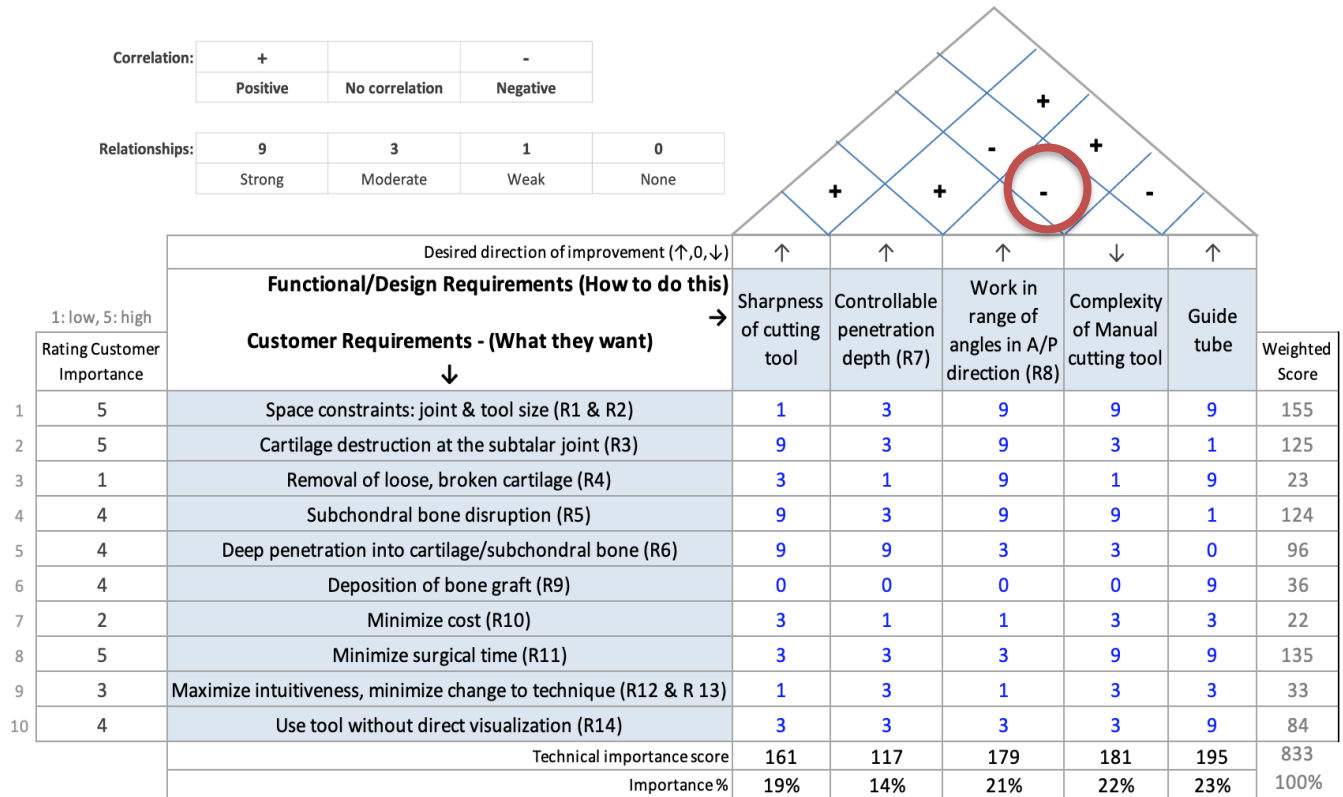 Correlation: + -
Positive No correlation Negative
Relationships: 9 3 1 0
Strong Moderate Weak None
+
- +
+ + - -
Desired direction of improvement (↑,0,↓) ↑ ↑ ↑ ↓ ↑
Functional/Design Requirements (How to do this)
→
Customer Requirements - (What they want)
↓
Sharpness
of cutting
tool
Controllable
penetration
depth (R7)
Work in
range of
angles in A/P
direction (R8)
Complexity
of Manual
cutting tool
Guide
tube
1: low, 5: high
Rating Customer
Importance
Weighted
Score
1 5 Space constraints: joint & tool size (R1 & R2) 1 3 9 9 9 155
2 5 Cartilage destruction at the subtalar joint (R3) 9 3 9 3 1 125
3 1 Removal of loose, broken cartilage (R4) 3 1 9 1 9 23
4 4 Subchondral bone disruption (R5) 9 3 9 9 1 124
5 4 Deep penetration into cartilage/subchondral bone (R6) 9 9 3 3 0 96
6 4 Deposition of bone graft (R9) 0 0 0 0 9 36
7 2 Minimize cost (R10) 3 1 1 3 3 22
8 5 Minimize surgical time (R11) 3 3 3 9 9 135
9 3 Maximize intuitiveness, minimize change to technique (R12 & R 13) 1 3 1 3 3 33
10 4 Use tool without direct visualization (R14) 3 3 3 3 9 84
Technical importance score 161 117 179 181 195 833
Importance % 19% 14% 21% 22% 23% 100%